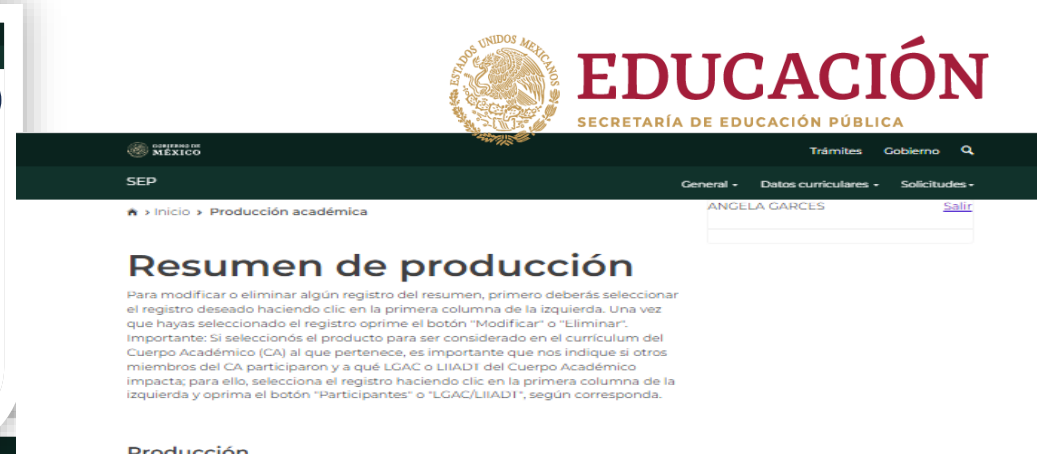 ESTADOS UNIDOS MEXICANOS
EDUCACIÓN
SECRETARÍA DE EDUCACIÓN PÚBLICA
GOBIERNO DE
MÉXICO
Trámites Gobierno
SEP
General Datos curriculares Solicitudes
> Inicio > Producción académica
ANGELA GARCES Salir
Resumen de producción
Para modificar o eliminar algún registro del resumen, primero deberás seleccionar
el registro deseado haciendo clic en la primera columna de la izquierda. Una vez
que hayas seleccionado el registro oprime el botón "Modificar" o "Eliminar".
Importante: Si seleccionós el producto para ser considerado en el currículum del
Cuerpo Académico (CA) al que pertenece, es importante que nos indique si otros
miembros del CA participaron y a qué LGAC o LIIADT del Cuerpo Académico
impacta; para ello, selecciona el registro haciendo clic en la primera columna de la
izquierda y oprima el botón "Participantes" o "LGAC/LIIADT", según corresponda.
Producción